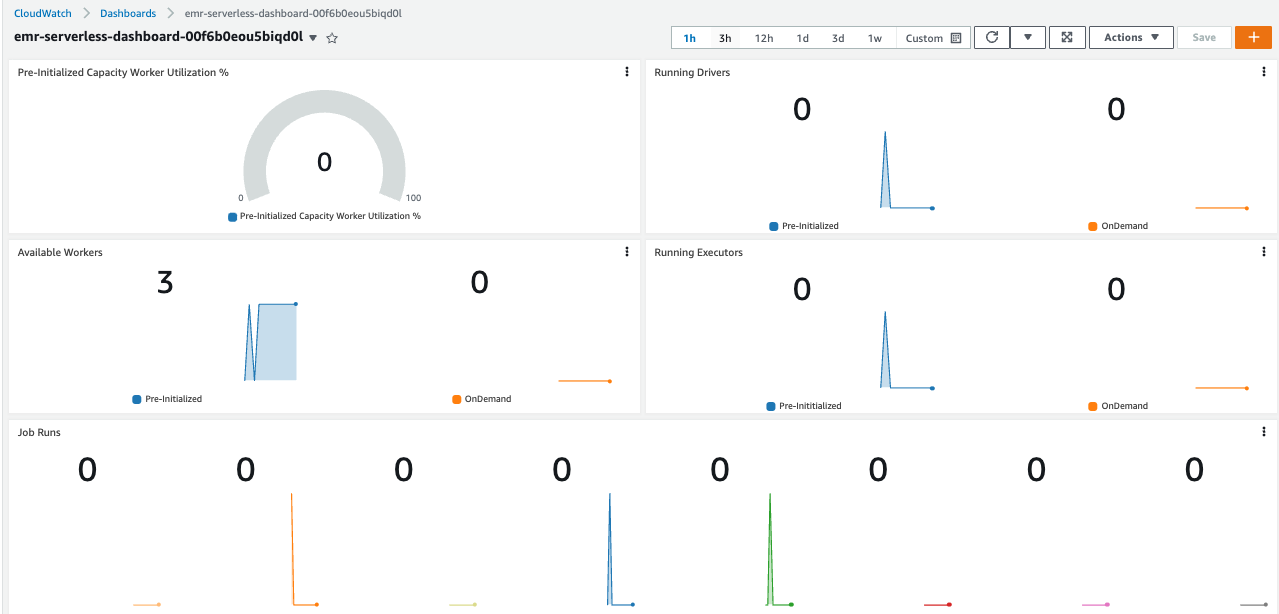 CloudWatch > Dashboards > emr-serverless-dashboard-00f6b0eou5biqd0l
emr-serverless-dashboard-00f6b0eou5biqd0l
1h 3h 12h 1d 3d 1w Custom Actions Save +
Pre-Initialized Capacity Worker Utilization %
0
0 100
Pre-Initialized Capacity Worker Utilization %
Running Drivers
0 0
Pre-Initialized OnDemand
Available Workers
3 0
Pre-Initialized OnDemand
Running Executors
0 0
Pre-Inititialized OnDemand
Job Runs
0 0 0 0 0 0 0 0